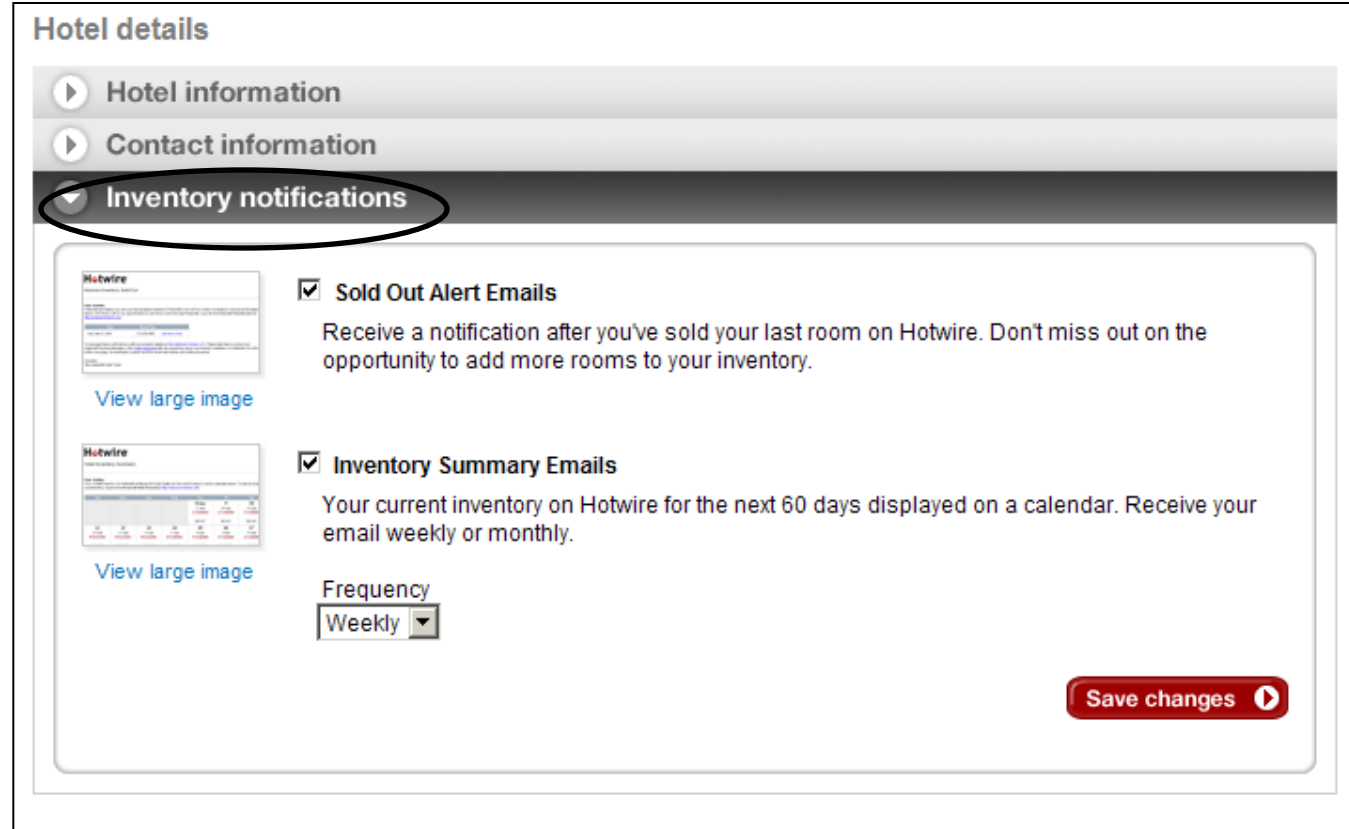 Hotel details
Hotel information
Contact information
Inventory notifications
Hotwire
View large image
Sold Out Alert Emails
Receive a notification after you've sold your last room on Hotwire. Don't miss out on the
opportunity to add more rooms to your inventory.
Hotwire
View large image
Inventory Summary Emails
Your current inventory on Hotwire for the next 60 days displayed on a calendar. Receive your
email weekly or monthly.
Frequency
Weekly
Save changes